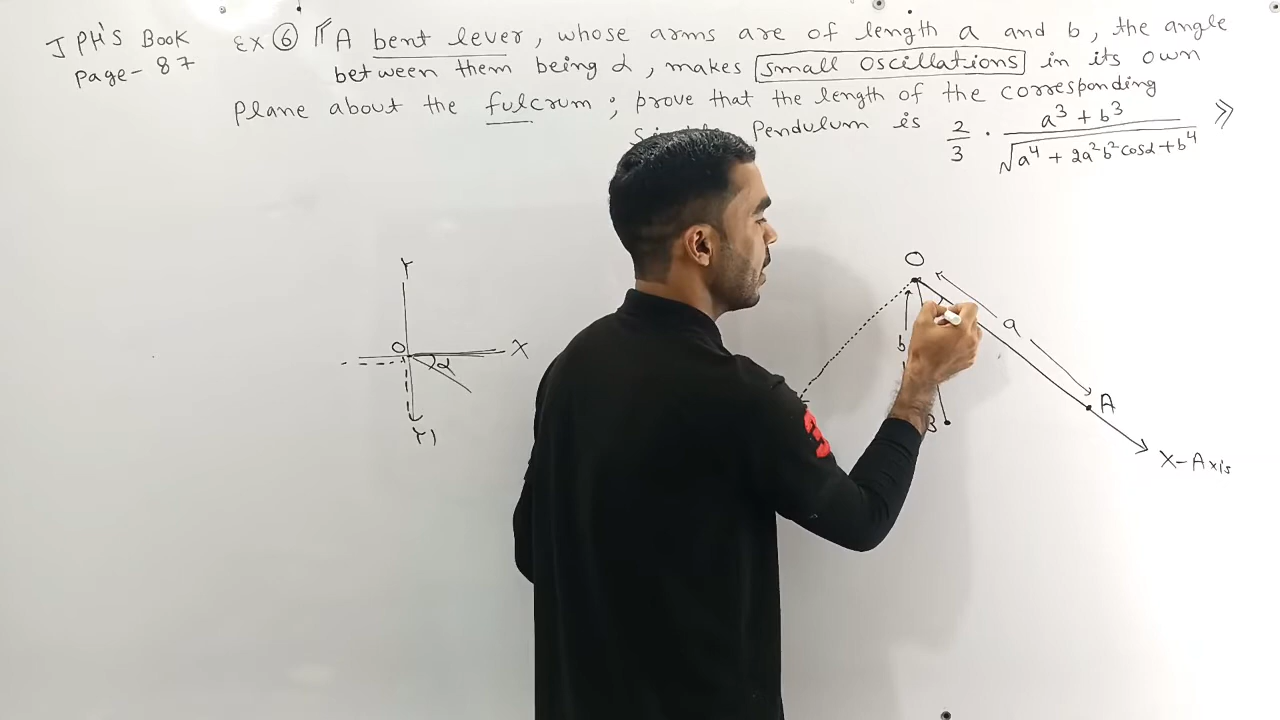 J PH'S Book
page- 87
Ex ⑥ "A bent lever, whose arms are of length a and b, the angle
between them being α, makes small oscillations in its own
plane about the fulcrum; prove that the length of the corresponding
Pendulum is 2/3 · (a³ + b³)/√(a⁴ + 2a²b²cosα + b⁴) »
Y
O
X
α
Y1
O
a
b
A
B
X-Axis
3